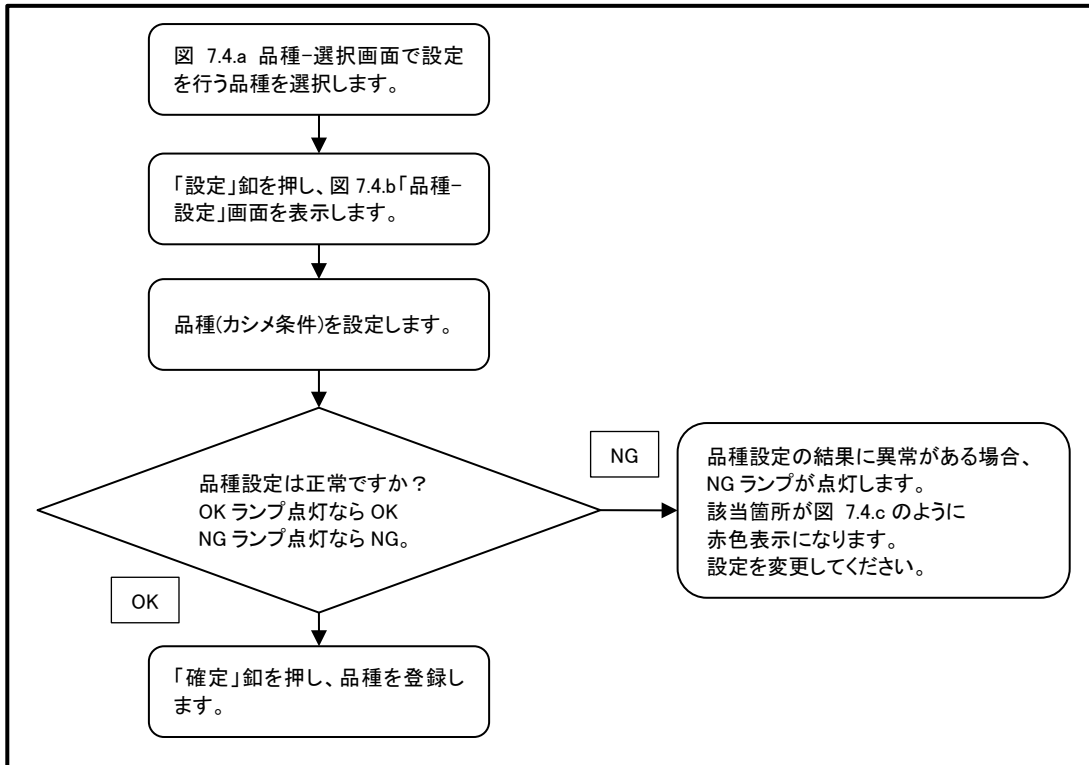 図 7.4.a 品種-選択画面で設定
を行う品種を選択します。
「設定」釦を押し、図 7.4.b「品種-
設定」画面を表示します。
品種(カシメ条件)を設定します。
品種設定は正常ですか？
OK ランプ点灯なら OK
NG ランプ点灯なら NG。
NG
品種設定の結果に異常がある場合、
NG ランプが点灯します。
該当箇所が図 7.4.c のように
赤色表示になります。
設定を変更してください。
OK
「確定」釦を押し、品種を登録し
ます。